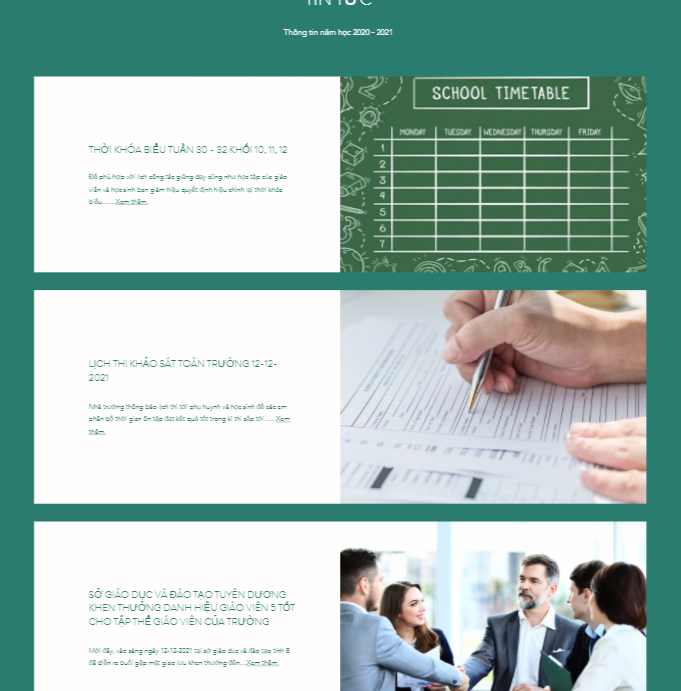 TIN TỨC
Thông tin năm học 2020 - 2021
THỜI KHÓA BIỂU TUẦN 30 - 32 KHỐI 10, 11, 12
Để phù hợp với lịch công tác giảng dạy cũng như học tập của giáo
viên và học sinh ban giám hiệu quyết định hiệu chỉnh lại thời khóa
biểu........Xem thêm.
SCHOOL TIMETABLE
MONDAY TUESDAY WEDNESDAY THURSDAY FRIDAY
1
2
3
4
5
6
7
LỊCH THI KHẢO SÁT TOÀN TRƯỜNG 12-12-
2021
Nhà trường thông báo lịch thi tới phụ huynh và học sinh để các em
phân bổ thời gian ôn tập đạt kết quả tốt trong kì thi sắp tới ......Xem
thêm.
SỞ GIÁO DỤC VÀ ĐÀO TẠO TUYÊN DƯƠNG
KHEN THƯỞNG DANH HIỆU GIÁO VIÊN 5 TỐT
CHO TẬP THỂ GIÁO VIÊN CỦA TRƯỜNG
Mới đây, vào sáng ngày 12-12-2021 tại sở giáo dục và đào tạo tỉnh B
đã diễn ra buổi gặp mặt giao lưu khen thưởng đến....Xem thêm.